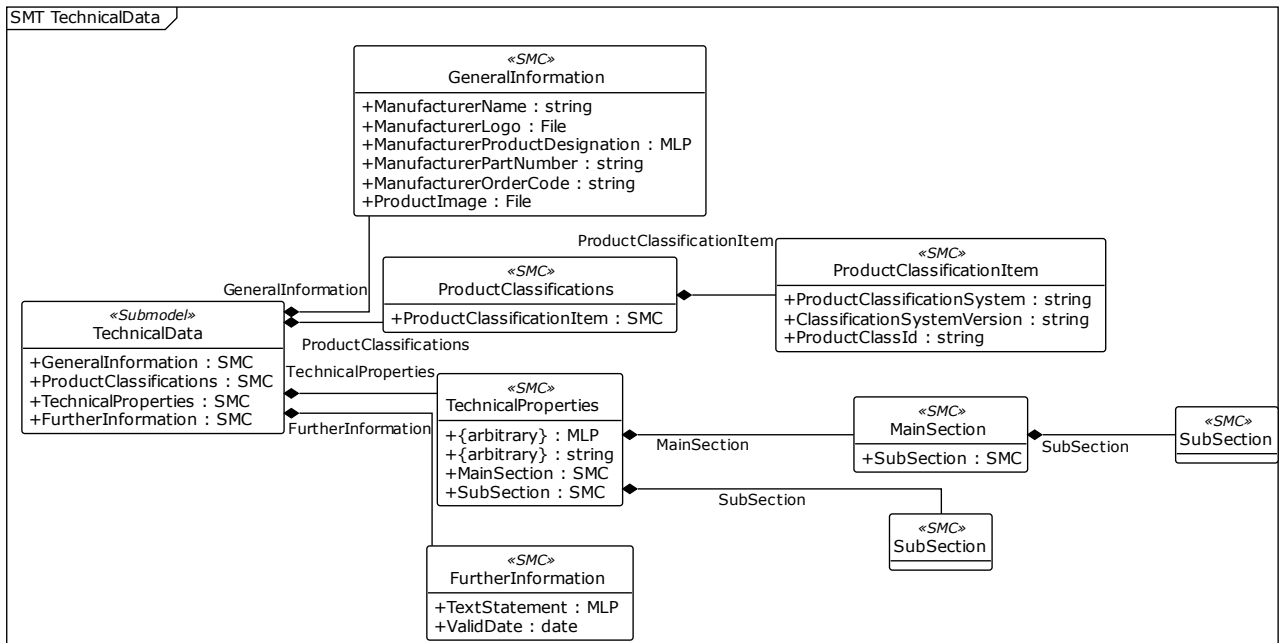 SMT TechnicalData
«SMC»
GeneralInformation
+ManufacturerName : string
+ManufacturerLogo : File
+ManufacturerProductDesignation : MLP
+ManufacturerPartNumber : string
+ManufacturerOrderCode : string
+ProductImage : File
ProductClassificationItem
«SMC»
ProductClassificationItem
+ProductClassificationSystem : string
+ClassificationSystemVersion : string
+ProductClassId : string
«SMC»
ProductClassifications
+ProductClassificationItem : SMC
GeneralInformation
«Submodel»
TechnicalData
+GeneralInformation : SMC
+ProductClassifications : SMC
+TechnicalProperties : SMC
+FurtherInformation : SMC
ProductClassifications
TechnicalProperties
FurtherInformation
«SMC»
TechnicalProperties
+{arbitrary} : MLP
+{arbitrary} : string
+MainSection : SMC
+SubSection : SMC
MainSection
«SMC»
MainSection
+SubSection : SMC
SubSection
«SMC»
SubSection
SubSection
«SMC»
SubSection
«SMC»
FurtherInformation
+TextStatement : MLP
+ValidDate : date